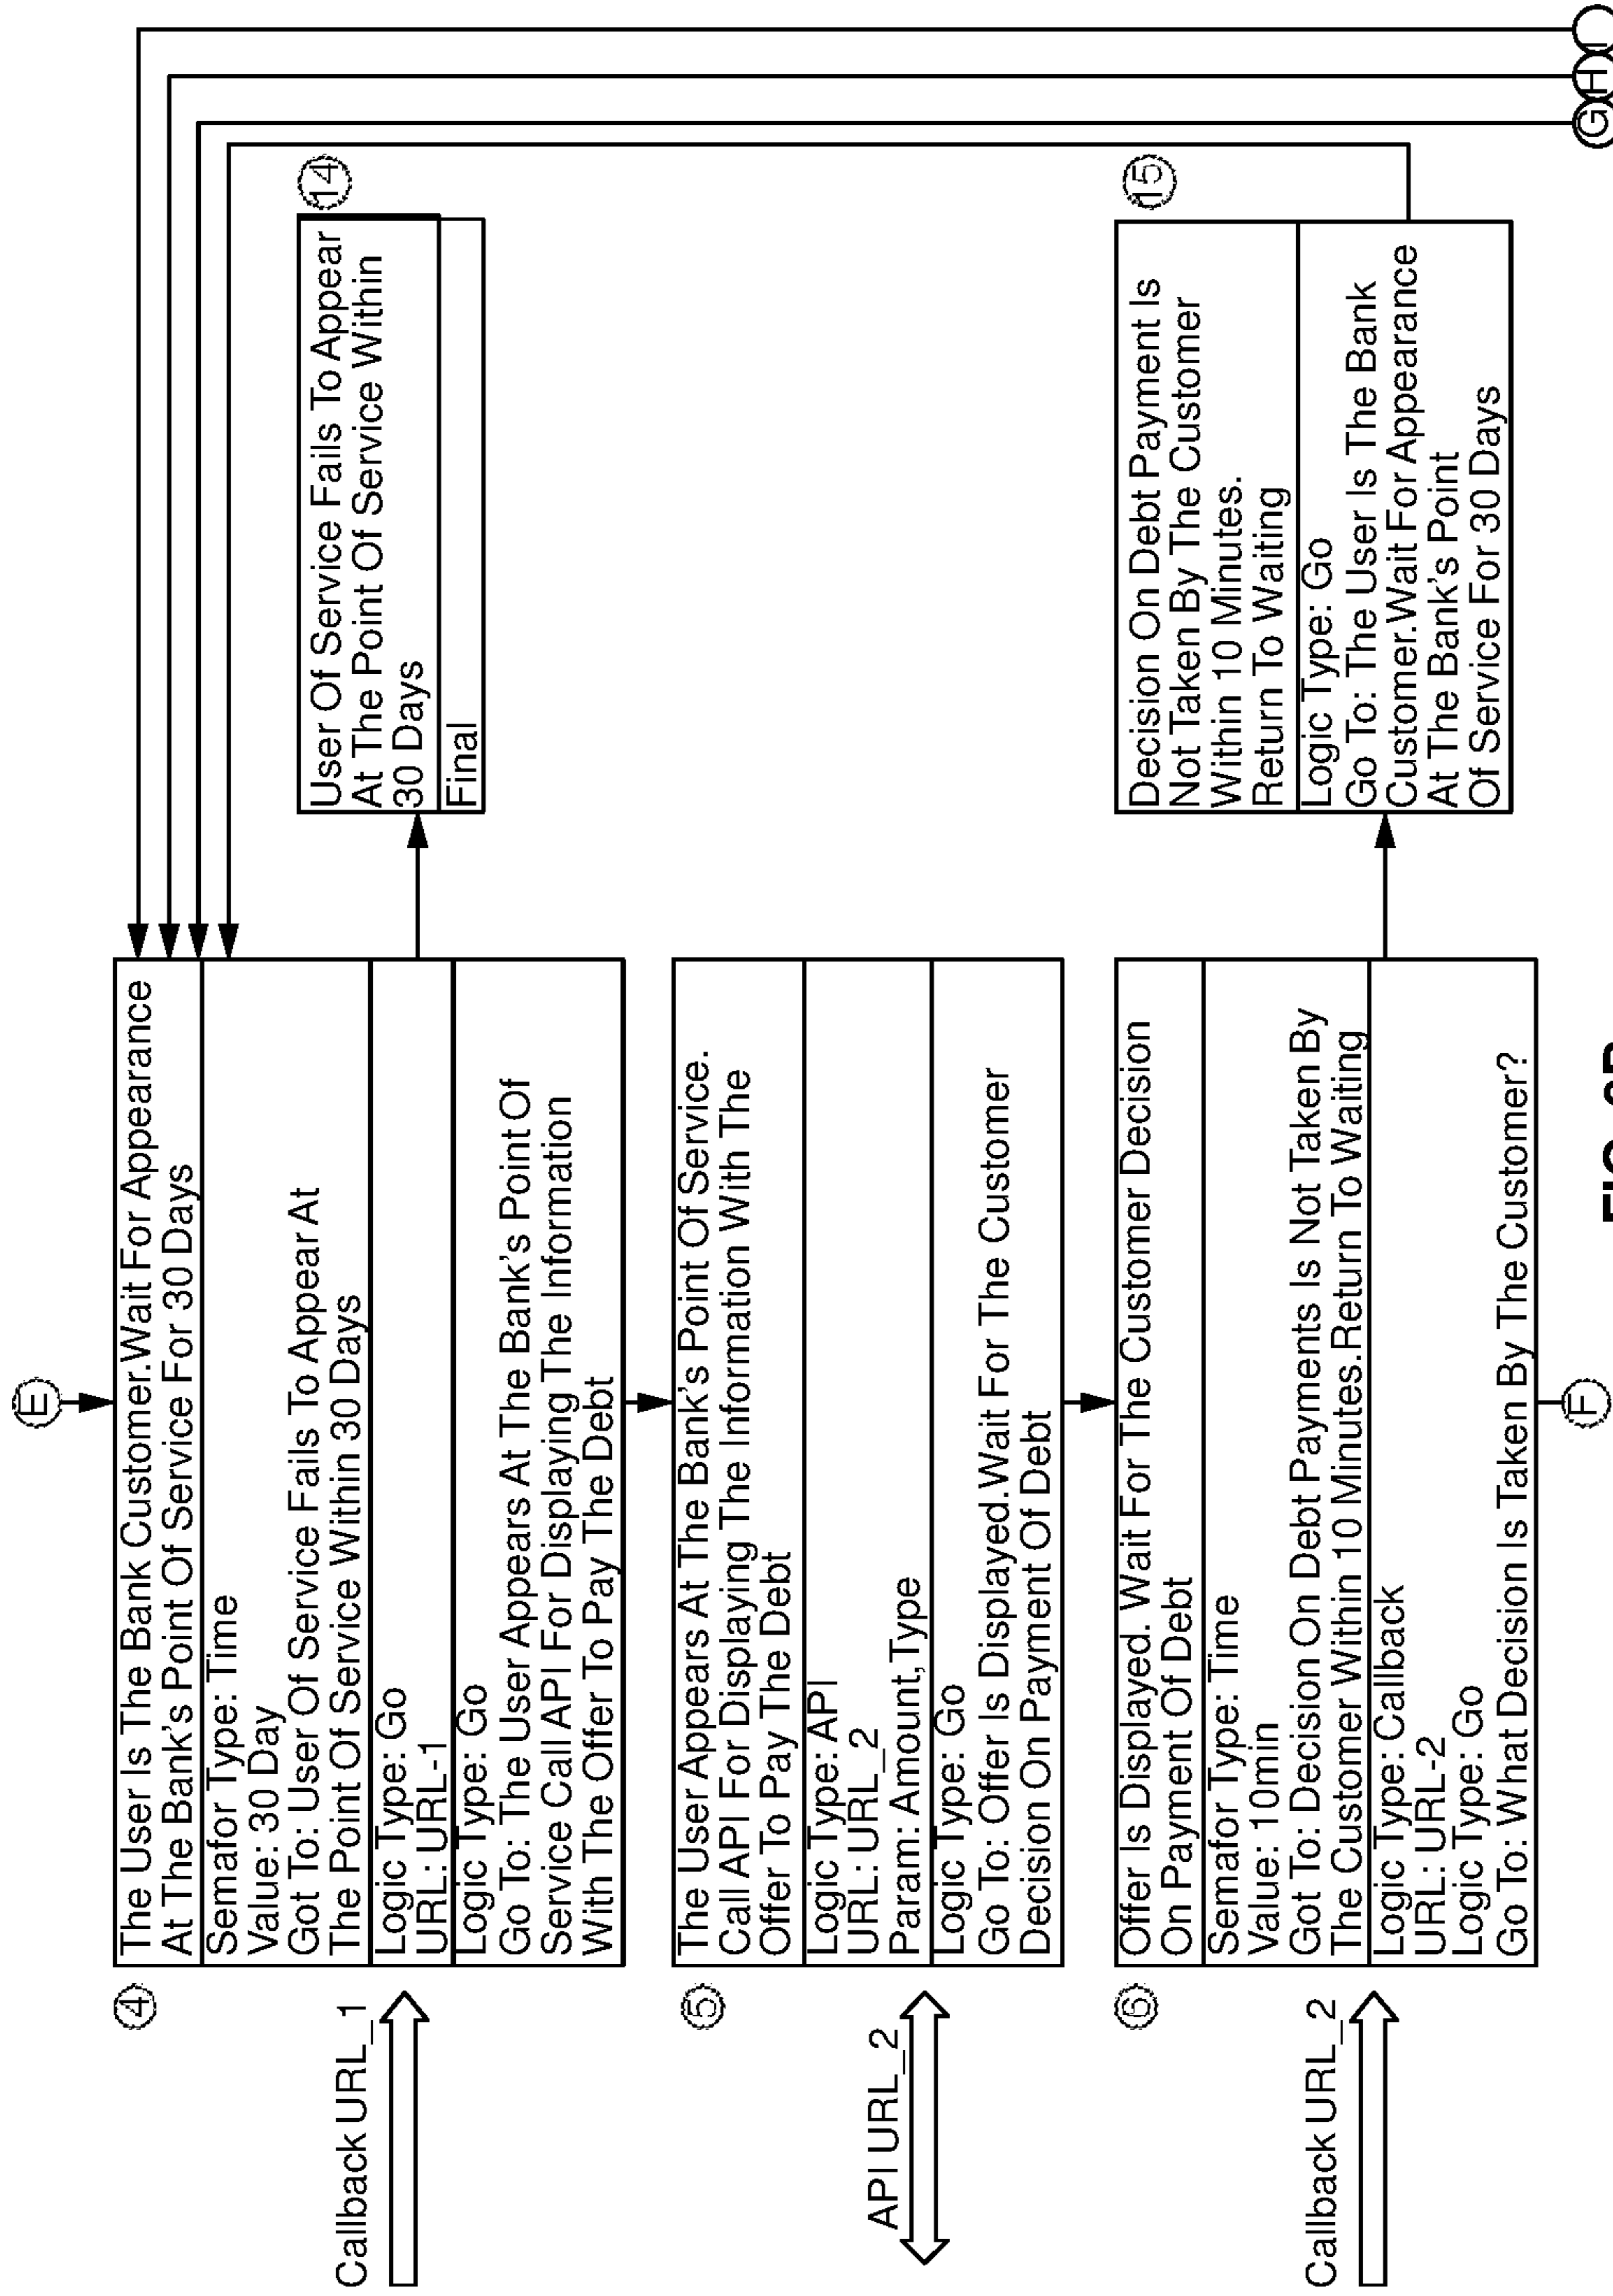 E
4
The User Is The Bank Customer.Wait For Appearance
At The Bank's Point Of Service For 30 Days
Semafor Type: Time
Value: 30 Day
Got To: User Of Service Fails To Appear At
The Point Of Service Within 30 Days
Logic Type: Go
URL: URL-1
Logic Type: Go
Go To: The User Appears At The Bank's Point Of
Service Call API For Displaying The Information
With The Offer To Pay The Debt
Callback URL_1
14
User Of Service Fails To Appear
At The Point Of Service Within
30 Days
Final
5
The User Appears At The Bank's Point Of Service.
Call API For Displaying The Information With The
Offer To Pay The Debt
Logic Type: API
URL: URL_2
Param: Amount,Type
Logic Type: Go
Go To: Offer Is Displayed.Wait For The Customer
Decision On Payment Of Debt
API URL_2
6
Offer Is Displayed. Wait For The Customer Decision
On Payment Of Debt
Semafor Type: Time
Value: 10min
Got To: Decision On Debt Payments Is Not Taken By
The Customer Within 10 Minutes.Return To Waiting
Logic Type: Callback
URL: URL-2
Logic Type: Go
Go To: What Decision Is Taken By The Customer?
Callback URL_2
15
Decision On Debt Payment Is
Not Taken By The Customer
Within 10 Minutes.
Return To Waiting
Logic Type: Go
Go To: The User Is The Bank
Customer.Wait For Appearance
At The Bank's Point
Of Service For 30 Days
F
G H I
FIG.